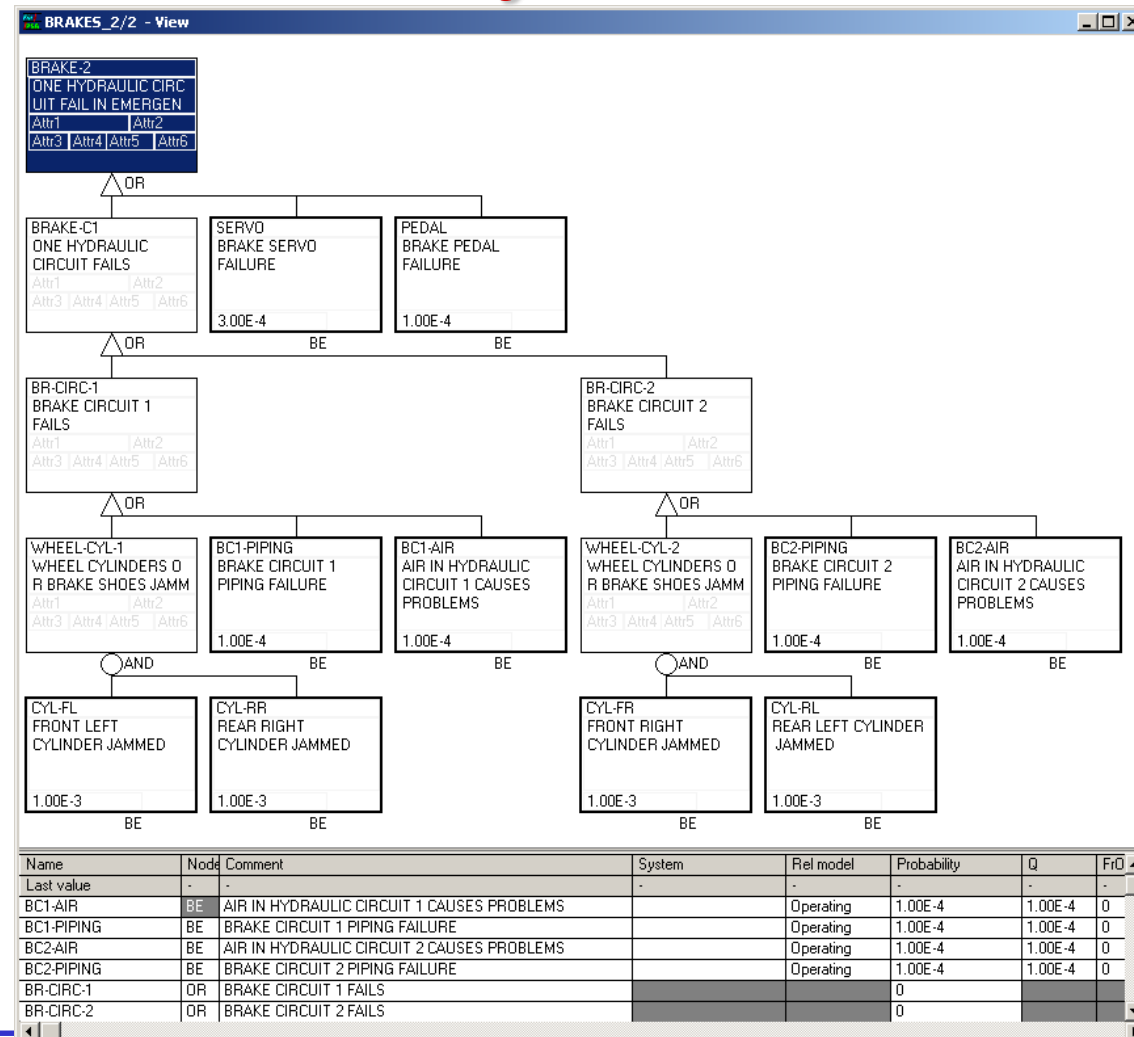 BRAKES_2/2 - View
BRAKE-2
ONE HYDRAULIC CIRC
UIT FAIL IN EMERGEN
Attr1 Attr2
Attr3 Attr4 Attr5 Attr6
OR
BRAKE-C1
ONE HYDRAULIC
CIRCUIT FAILS
Attr1 Attr2
Attr3 Attr4 Attr5 Attr6
SERVO
BRAKE SERVO
FAILURE
3.00E-4
PEDAL
BRAKE PEDAL
FAILURE
1.00E-4
OR
BE
BE
BR-CIRC-1
BRAKE CIRCUIT 1
FAILS
Attr1 Attr2
Attr3 Attr4 Attr5 Attr6
BR-CIRC-2
BRAKE CIRCUIT 2
FAILS
Attr1 Attr2
Attr3 Attr4 Attr5 Attr6
OR
OR
WHEEL-CYL-1
WHEEL CYLINDERS O
R BRAKE SHOES JAMM
Attr1 Attr2
Attr3 Attr4 Attr5 Attr6
BC1-PIPING
BRAKE CIRCUIT 1
PIPING FAILURE
1.00E-4
BC1-AIR
AIR IN HYDRAULIC
CIRCUIT 1 CAUSES
PROBLEMS
1.00E-4
WHEEL-CYL-2
WHEEL CYLINDERS O
R BRAKE SHOES JAMM
Attr1 Attr2
Attr3 Attr4 Attr5 Attr6
BC2-PIPING
BRAKE CIRCUIT 2
PIPING FAILURE
1.00E-4
BC2-AIR
AIR IN HYDRAULIC
CIRCUIT 2 CAUSES
PROBLEMS
1.00E-4
AND
BE
BE
AND
BE
BE
CYL-FL
FRONT LEFT
CYLINDER JAMMED
1.00E-3
CYL-RR
REAR RIGHT
CYLINDER JAMMED
1.00E-3
CYL-FR
FRONT RIGHT
CYLINDER JAMMED
1.00E-3
CYL-RL
REAR LEFT CYLINDER
JAMMED
1.00E-3
BE
BE
BE
BE
Name Node Comment System Rel model Probability Q FrO
Last value - - - - - - -
BC1-AIR BE AIR IN HYDRAULIC CIRCUIT 1 CAUSES PROBLEMS Operating 1.00E-4 1.00E-4 0
BC1-PIPING BE BRAKE CIRCUIT 1 PIPING FAILURE Operating 1.00E-4 1.00E-4 0
BC2-AIR BE AIR IN HYDRAULIC CIRCUIT 2 CAUSES PROBLEMS Operating 1.00E-4 1.00E-4 0
BC2-PIPING BE BRAKE CIRCUIT 2 PIPING FAILURE Operating 1.00E-4 1.00E-4 0
BR-CIRC-1 OR BRAKE CIRCUIT 1 FAILS 0
BR-CIRC-2 OR BRAKE CIRCUIT 2 FAILS 0